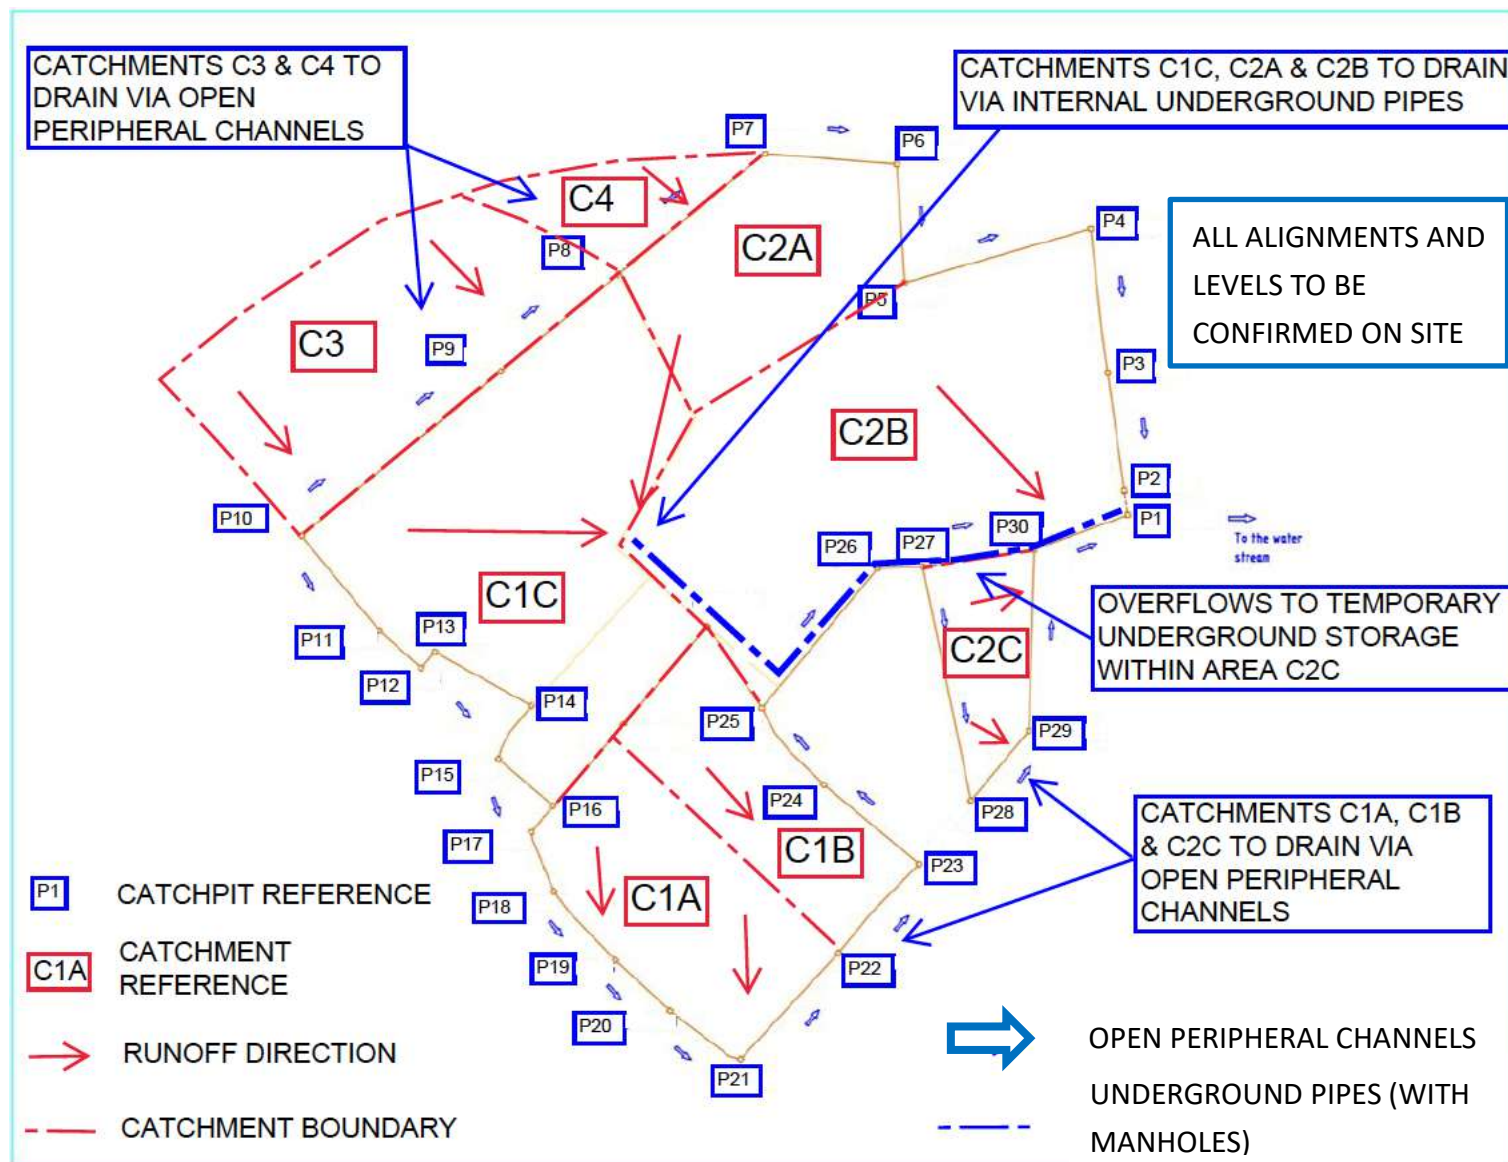 CATCHMENTS C3 & C4 TO
DRAIN VIA OPEN
PERIPHERAL CHANNELS
CATCHMENTS C1C, C2A & C2B TO DRAIN
VIA INTERNAL UNDERGROUND PIPES
P7
P6
C4
P8
C2A
P4
ALL ALIGNMENTS AND
LEVELS TO BE
CONFIRMED ON SITE
P5
C3
P9
P3
C2B
P10
P2
P1
To the water
stream
P26
P27
P30
C1C
P11
P13
P12
OVERFLOWS TO TEMPORARY
UNDERGROUND STORAGE
WITHIN AREA C2C
C2C
P14
P25
P29
P15
P24
P16
P28
P17
CATCHMENTS C1A, C1B
& C2C TO DRAIN VIA
OPEN PERIPHERAL
CHANNELS
C1B
P23
P18
C1A
P19
P22
P20
P21
P1
CATCHPIT REFERENCE
C1A
CATCHMENT
REFERENCE
RUNOFF DIRECTION
CATCHMENT BOUNDARY
OPEN PERIPHERAL CHANNELS
UNDERGROUND PIPES (WITH
MANHOLES)